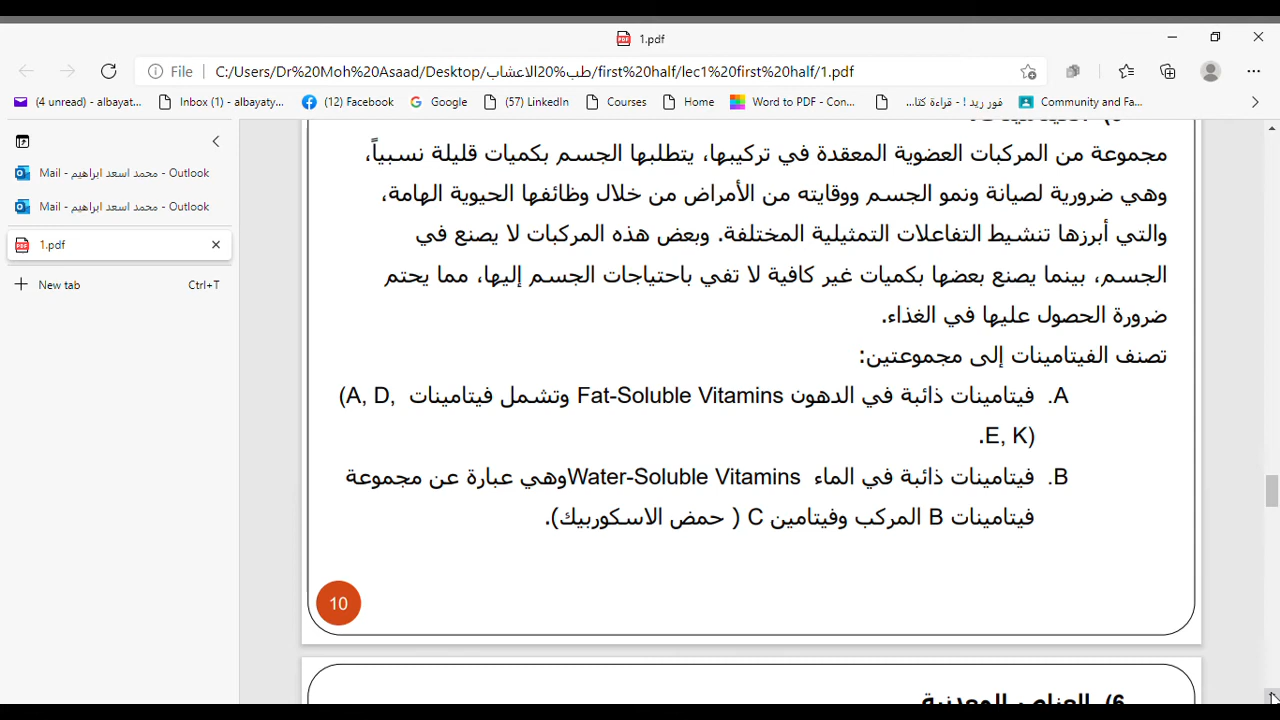 1.pdf
File C:/Users/Dr%20Moh%20Asaad/Desktop/طب%20الاعشاب/first%20half/lec1%20first%20half/1.pdf
(4 unread) - albayat... Inbox (1) - albayaty... (12) Facebook Google (57) LinkedIn Courses Home Word to PDF - Con... فور ريد ! - قراءة كتا... Community and Fa...
Mail - محمد اسعد ابراهيم - Outlook
Mail - محمد اسعد ابراهيم - Outlook
1.pdf
New tab Ctrl+T
مجموعة من المركبات العضوية المعقدة في تركيبها، يتطلبها الجسم بكميات قليلة نسبياً،
وهي ضرورية لصيانة ونمو الجسم ووقايته من الأمراض من خلال وظائفها الحيوية الهامة،
والتي أبرزها تنشيط التفاعلات التمثيلية المختلفة. وبعض هذه المركبات لا يصنع في
الجسم، بينما يصنع بعضها بكميات غير كافية لا تفي باحتياجات الجسم إليها، مما يحتم
ضرورة الحصول عليها في الغذاء.
تصنف الفيتامينات إلى مجموعتين:
A. فيتامينات ذائبة في الدهون Fat-Soluble Vitamins وتشمل فيتامينات (A, D,
E, K).
B. فيتامينات ذائبة في الماء Water-Soluble Vitamins وهي عبارة عن مجموعة
فيتامينات B المركب وفيتامين C ( حمض الاسكوربيك).
10
6) العناصر المعدنية